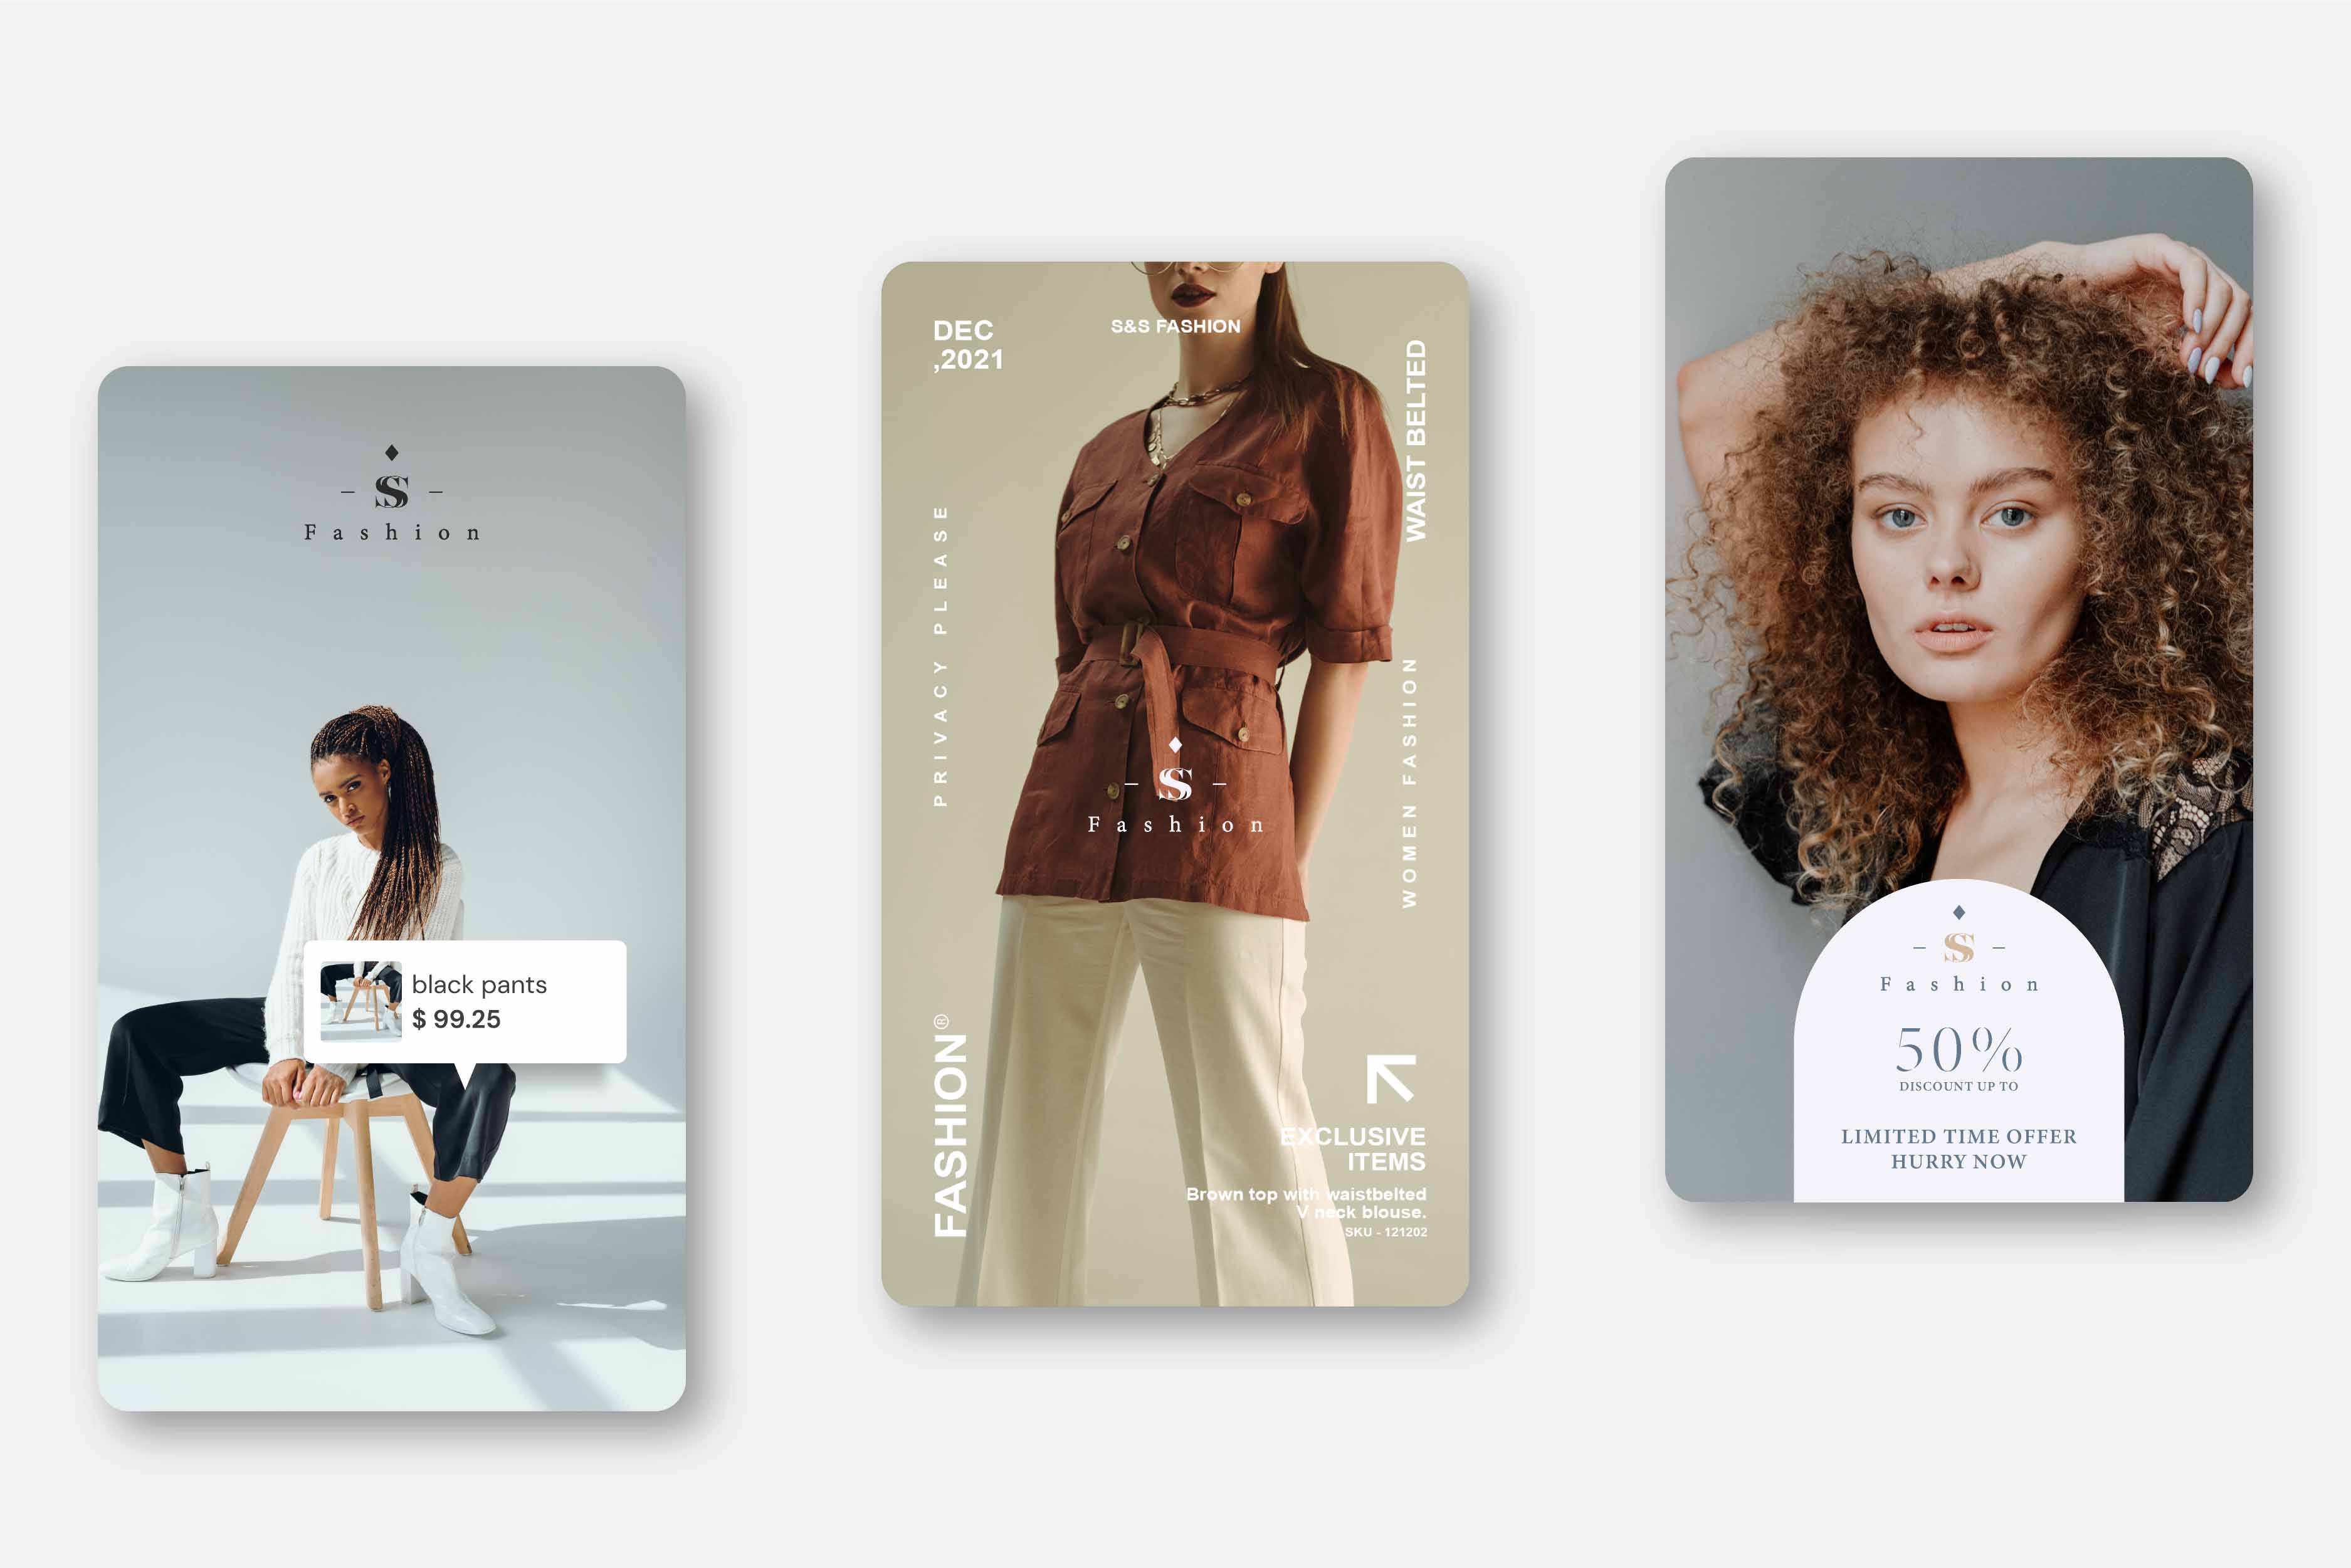 S
Fashion
black pants
$ 99.25
DEC
,2021
S&S FASHION
WAIST BELTED
PRIVACY PLEASE
WOMEN FASHION
S
Fashion
FASHION®
EXCLUSIVE
ITEMS
Brown top with waistbelted
V neck blouse.
SKU - 121202
S
Fashion
50%
DISCOUNT UP TO
LIMITED TIME OFFER
HURRY NOW